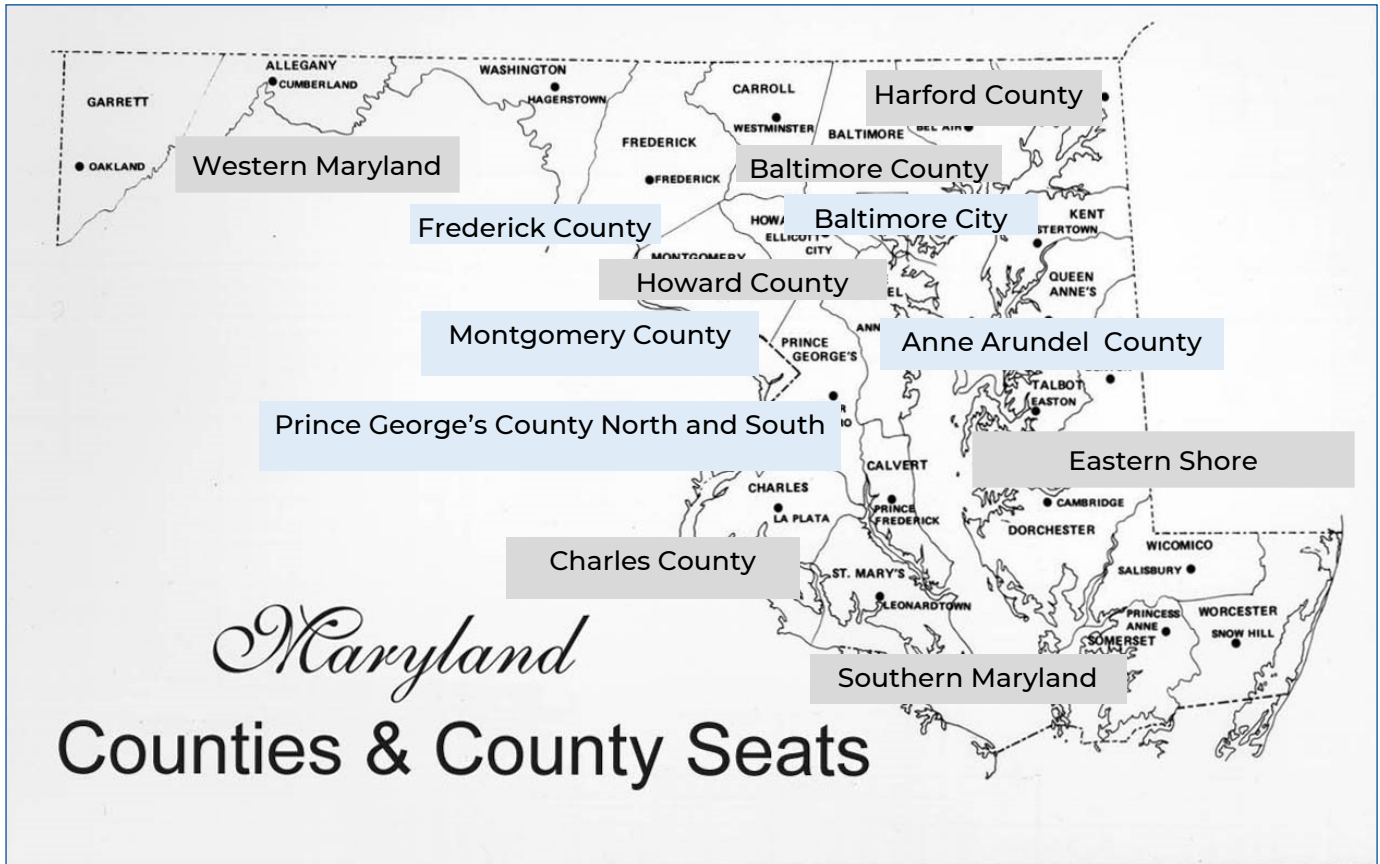 ALLEGANY
CUMBERLAND
GARRETT
OAKLAND
WASHINGTON
HAGERSTOWN
CARROLL
WESTMINSTER
FREDERICK
FREDERICK
BALTIMORE
Harford County
BEL AIR
Western Maryland
Baltimore County
Frederick County
Baltimore City
ELLICOTT
CITY
KENT
MONTGOMERY
Howard County
QUEEN
ANNE'S
Montgomery County
PRINCE
GEORGE'S
Anne Arundel County
TALBOT
EASTON
Prince George’s County North and South
Eastern Shore
CALVERT
PRINCE
FREDERICK
CHARLES
LA PLATA
CAMBRIDGE
DORCHESTER
Charles County
WICOMICO
SALISBURY
ST. MARY'S
LEONARDTOWN
PRINCESS
ANNE
SOMERSET
WORCESTER
SNOW HILL
Southern Maryland
Maryland
Counties & County Seats